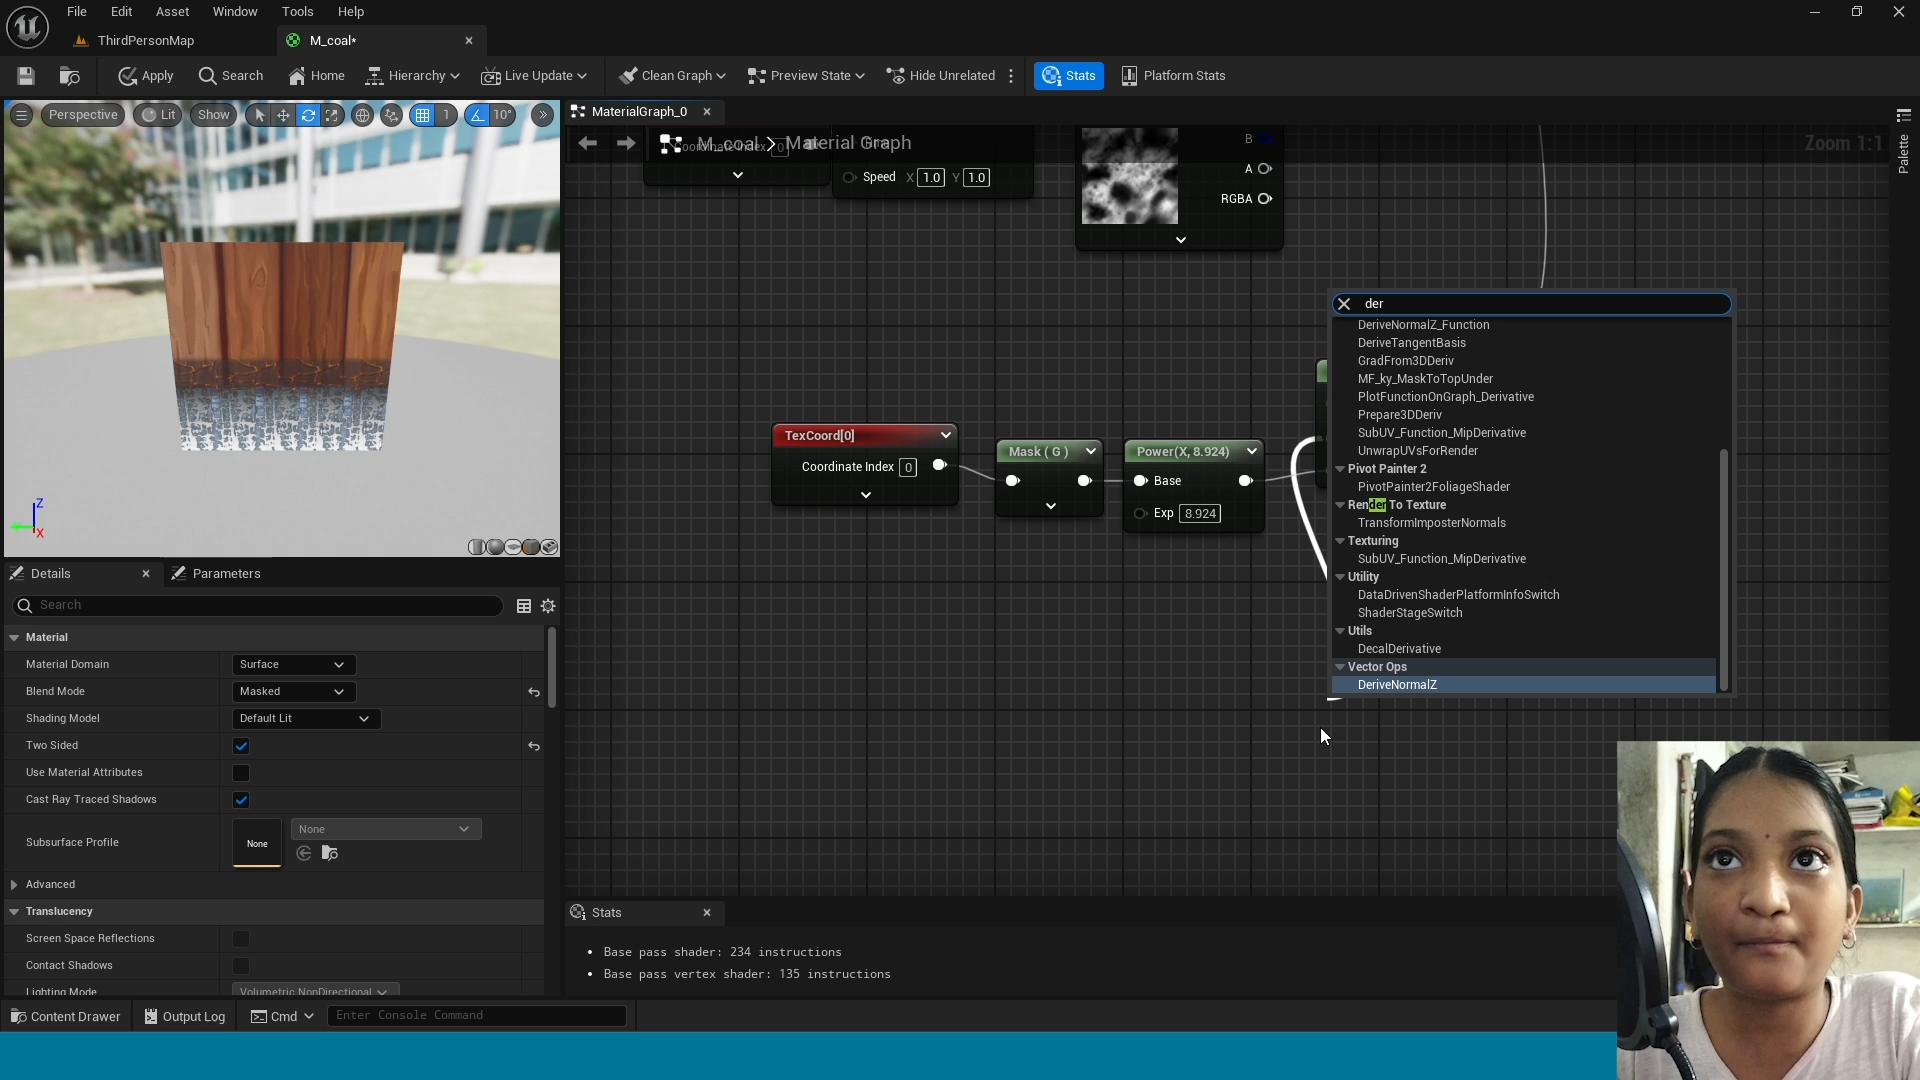 File Edit Asset Window Tools Help
ThirdPersonMap
M_coal*
Apply Search Home Hierarchy Live Update Clean Graph Preview State Hide Unrelated Stats Platform Stats
Perspective Lit Show 1 10°
MaterialGraph_0
M_coal > Material Graph
Zoom 1:1
Palette
Coordinate Index 0
Speed X 1.0 Y 1.0
B
A
RGBA
der
DeriveNormalZ_Function
DeriveTangentBasis
GradFrom3DDeriv
MF_ky_MaskToTopUnder
PlotFunctionOnGraph_Derivative
Prepare3DDeriv
SubUV_Function_MipDerivative
UnwrapUVsForRender
Pivot Painter 2
PivotPainter2FoliageShader
Render To Texture
TransformImposterNormals
Texturing
SubUV_Function_MipDerivative
Utility
DataDrivenShaderPlatformInfoSwitch
ShaderStageSwitch
Utils
DecalDerivative
Vector Ops
DeriveNormalZ
TexCoord[0]
Coordinate Index 0
Mask ( G )
Power(X, 8.924)
Base
Exp 8.924
Z
X
Details
Parameters
Search
Material
Material Domain Surface
Blend Mode Masked
Shading Model Default Lit
Two Sided
Use Material Attributes
Cast Ray Traced Shadows
Subsurface Profile None None
Advanced
Translucency
Screen Space Reflections
Contact Shadows
Lighting Mode Volumetric NonDirectional
Stats
• Base pass shader: 234 instructions
• Base pass vertex shader: 135 instructions
Content Drawer Output Log Cmd Enter Console Command